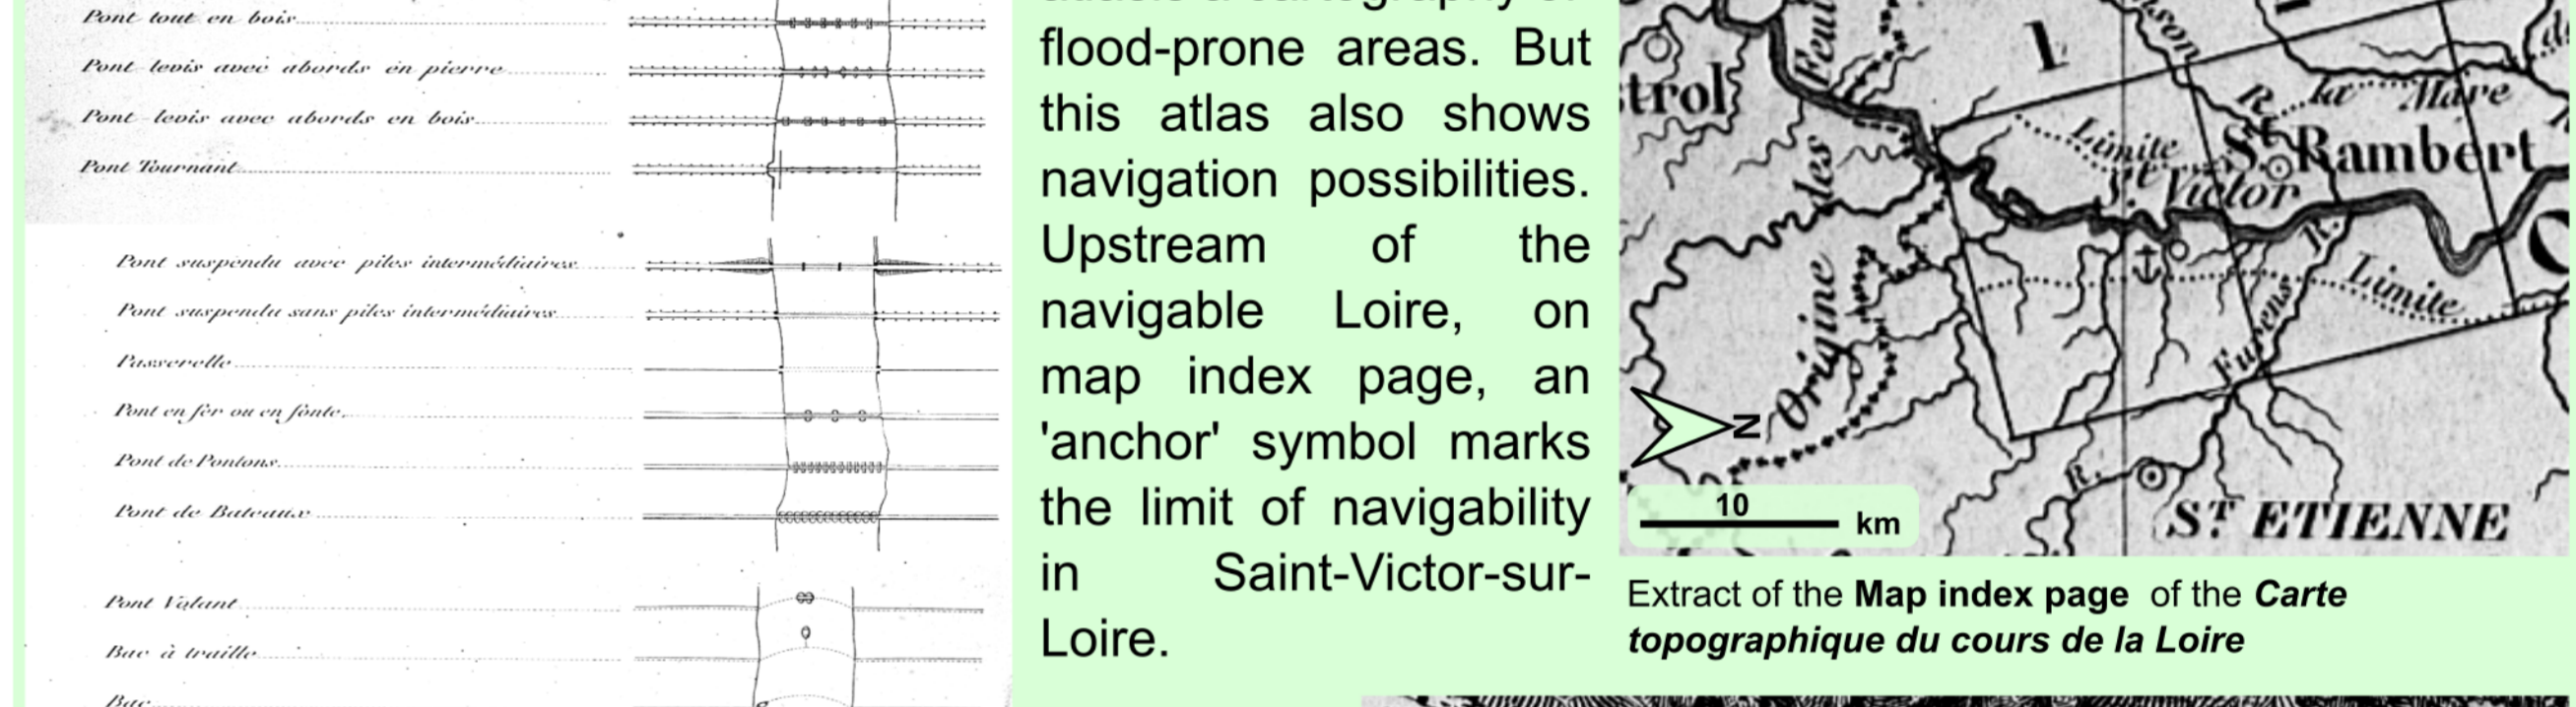 Pont tout en bois
Pont levis avec abords en pierre
Pont levis avec abords en bois
Pont Tournant
Pont suspendu avec piles intermédiaires
Pont suspendu sans piles intermédiaires
Passerelle
Pont en fer ou en fonte
Pont de Pontons
Pont de Bateaux
Pont Volant
Bac à traille
Bac
flood-prone areas. But
this atlas also shows
navigation possibilities.
Upstream of the
navigable Loire, on
map index page, an
'anchor' symbol marks
the limit of navigability
in Saint-Victor-sur-
Loire.
trol
Feui
des
Origine
1
son
R. la Mare
Limite
St Rambert
St Victor
R.
Limite
Furens
N
R.
10
km
ST ETIENNE
Extract of the Map index page of the Carte
topographique du cours de la Loire